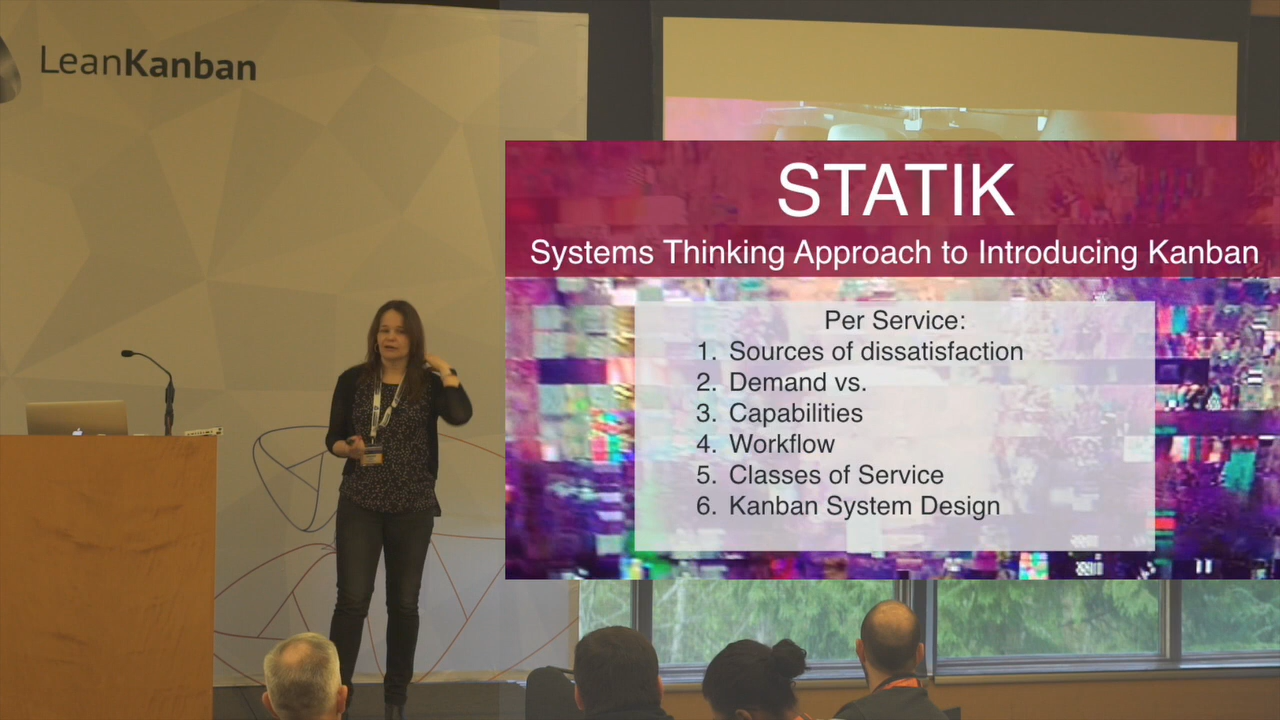 LeanKanban
STATIK
Systems Thinking Approach to Introducing Kanban
Per Service:
1. Sources of dissatisfaction
2. Demand vs.
3. Capabilities
4. Workflow
5. Classes of Service
6. Kanban System Design